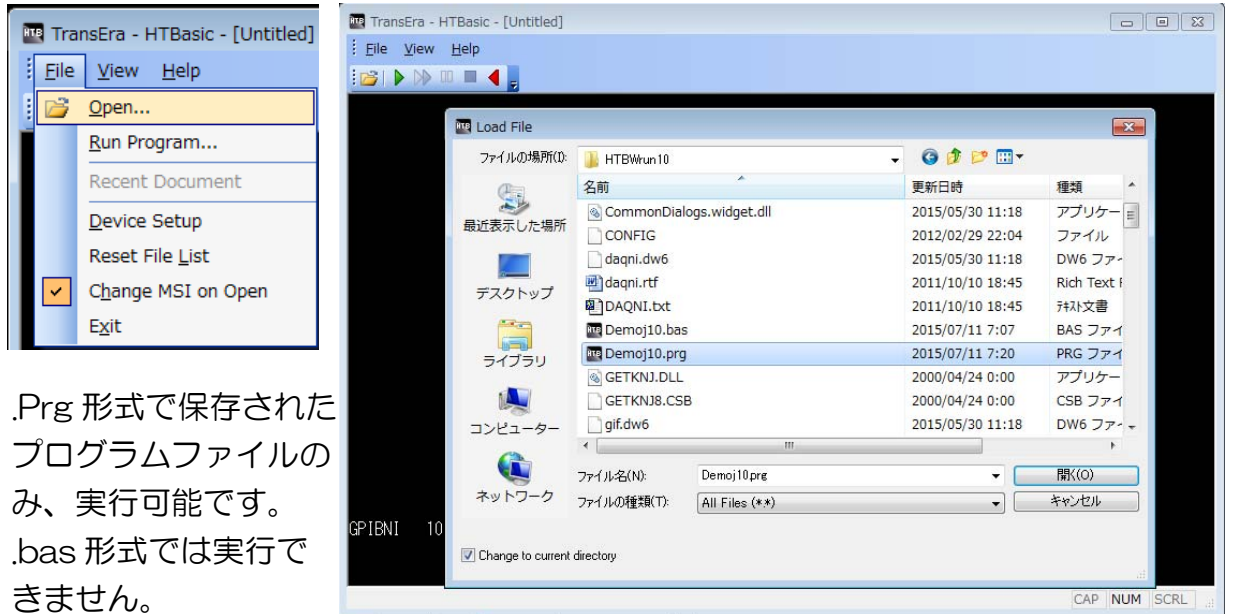 TransEra - HTBasic - [Untitled]
File View Help
Open...
Run Program...
Recent Document
Device Setup
Reset File List
Change MSI on Open
Exit
.Prg 形式で保存された
プログラムファイルの
み、実行可能です。
.bas 形式では実行で
きません。
TransEra - HTBasic - [Untitled]
File View Help
Load File
ファイルの場所(I): HTBWrun10
名前 更新日時 種類
CommonDialogs.widget.dll 2015/05/30 11:18 アプリケー
CONFIG 2012/02/29 22:04 ファイル
daqni.dw6 2015/05/30 11:18 DW6 ファ
daqni.rtf 2011/10/10 18:45 Rich Text
DAQNI.txt 2011/10/10 18:45 テキスト文書
Demoj10.bas 2015/07/11 7:07 BAS ファイ
Demoj10.prg 2015/07/11 7:20 PRG ファイ
GETKNJ.DLL 2000/04/24 0:00 アプリケー
GETKNJ8.CSB 2000/04/24 0:00 CSB ファイ
gif.dw6 2015/05/30 11:18 DW6 ファ
最近表示した場所
デスクトップ
ライブラリ
コンピューター
ネットワーク
ファイル名(N): Demoj10.prg 開く(O)
ファイルの種類(T): All Files (*.*) キャンセル
Change to current directory
GPIBNI 10
CAP NUM SCRL